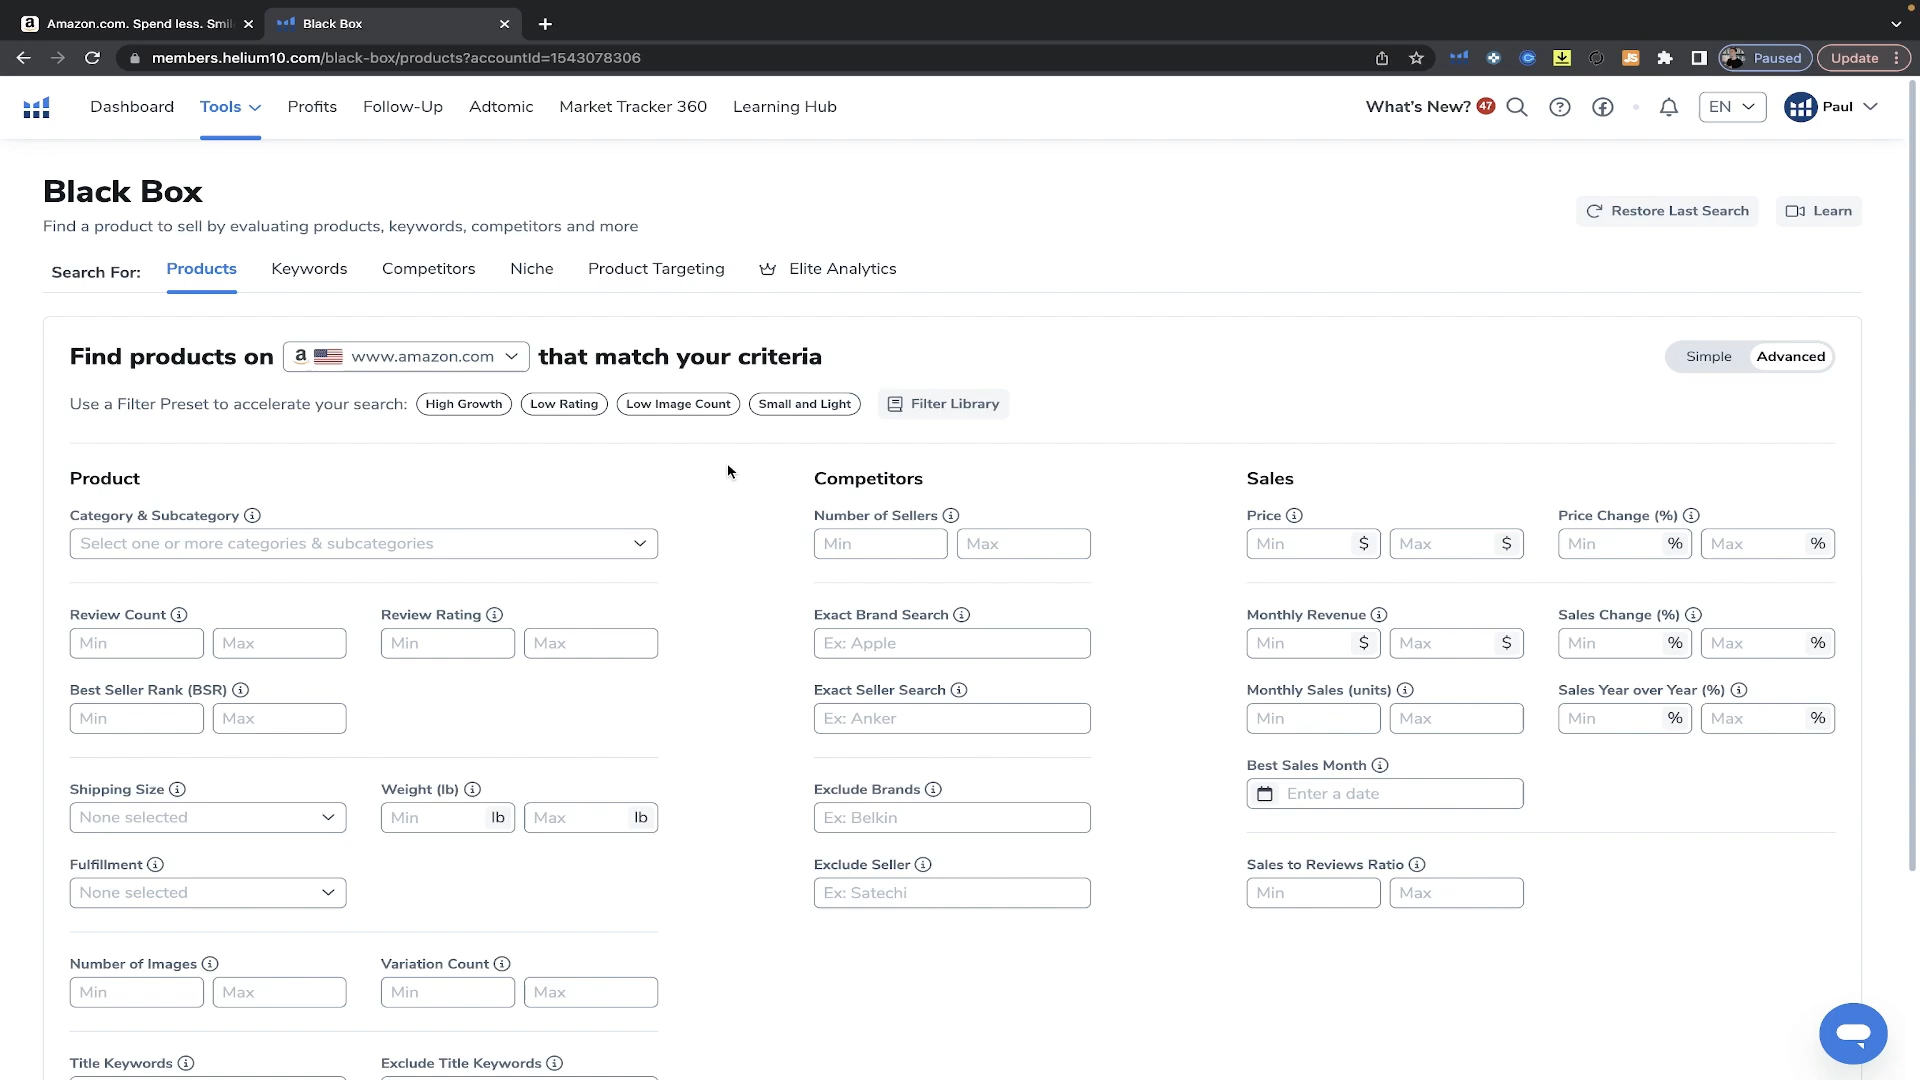 Amazon.com. Spend less. Smil
Black Box
members.helium10.com/black-box/products?accountId=1543078306
Paused
Update
Dashboard
Tools
Profits
Follow-Up
Adtomic
Market Tracker 360
Learning Hub
What's New? 47
EN
Paul
Black Box
Find a product to sell by evaluating products, keywords, competitors and more
Restore Last Search
Learn
Search For:
Products
Keywords
Competitors
Niche
Product Targeting
Elite Analytics
Find products on a www.amazon.com that match your criteria
Simple
Advanced
Use a Filter Preset to accelerate your search:
High Growth
Low Rating
Low Image Count
Small and Light
Filter Library
Product
Competitors
Sales
Category & Subcategory
Number of Sellers
Price
Price Change (%)
Select one or more categories & subcategories
Min
Max
Min $
Max $
Min %
Max %
Review Count
Review Rating
Exact Brand Search
Monthly Revenue
Sales Change (%)
Min
Max
Min
Max
Ex: Apple
Min $
Max $
Min %
Max %
Best Seller Rank (BSR)
Exact Seller Search
Monthly Sales (units)
Sales Year over Year (%)
Min
Max
Ex: Anker
Min
Max
Min %
Max %
Best Sales Month
Enter a date
Shipping Size
Weight (lb)
Exclude Brands
None selected
Min lb
Max lb
Ex: Belkin
Fulfillment
Exclude Seller
Sales to Reviews Ratio
None selected
Ex: Satechi
Min
Max
Number of Images
Variation Count
Min
Max
Min
Max
Title Keywords
Exclude Title Keywords